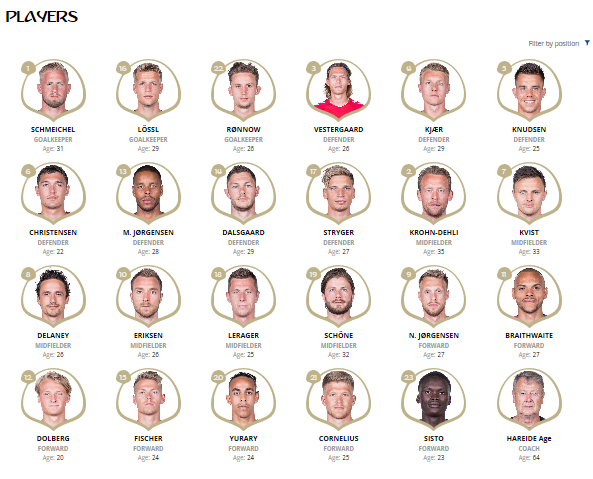 PLAYERS
Filter by position
1 16 22 3 4 5
SCHMEICHEL LÖSSL RØNNOW VESTERGAARD KJÆR KNUDSEN
GOALKEEPER GOALKEEPER GOALKEEPER DEFENDER DEFENDER DEFENDER
Age: 31 Age: 29 Age: 26 Age: 26 Age: 29 Age: 25
6 13 14 17 2 7
CHRISTENSEN M. JØRGENSEN DALSGAARD STRYGER KROHN-DEHLI KVIST
DEFENDER DEFENDER DEFENDER DEFENDER MIDFIELDER MIDFIELDER
Age: 22 Age: 28 Age: 29 Age: 27 Age: 35 Age: 33
8 10 18 19 9 11
DELANEY ERIKSEN LERAGER SCHÖNE N. JØRGENSEN BRAITHWAITE
MIDFIELDER MIDFIELDER MIDFIELDER MIDFIELDER FORWARD FORWARD
Age: 26 Age: 26 Age: 25 Age: 32 Age: 27 Age: 27
12 15 20 21 23
DOLBERG FISCHER YURARY CORNELIUS SISTO HAREIDE Age
FORWARD FORWARD FORWARD FORWARD FORWARD COACH
Age: 20 Age: 24 Age: 24 Age: 25 Age: 23 Age: 64